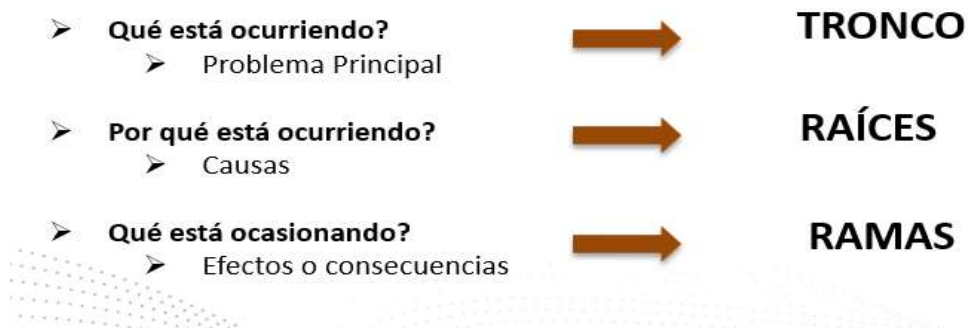 ➤ Qué está ocurriendo?
TRONCO
➤ Problema Principal
➤ Por qué está ocurriendo?
RAÍCES
➤ Causas
➤ Qué está ocasionando?
RAMAS
➤ Efectos o consecuencias